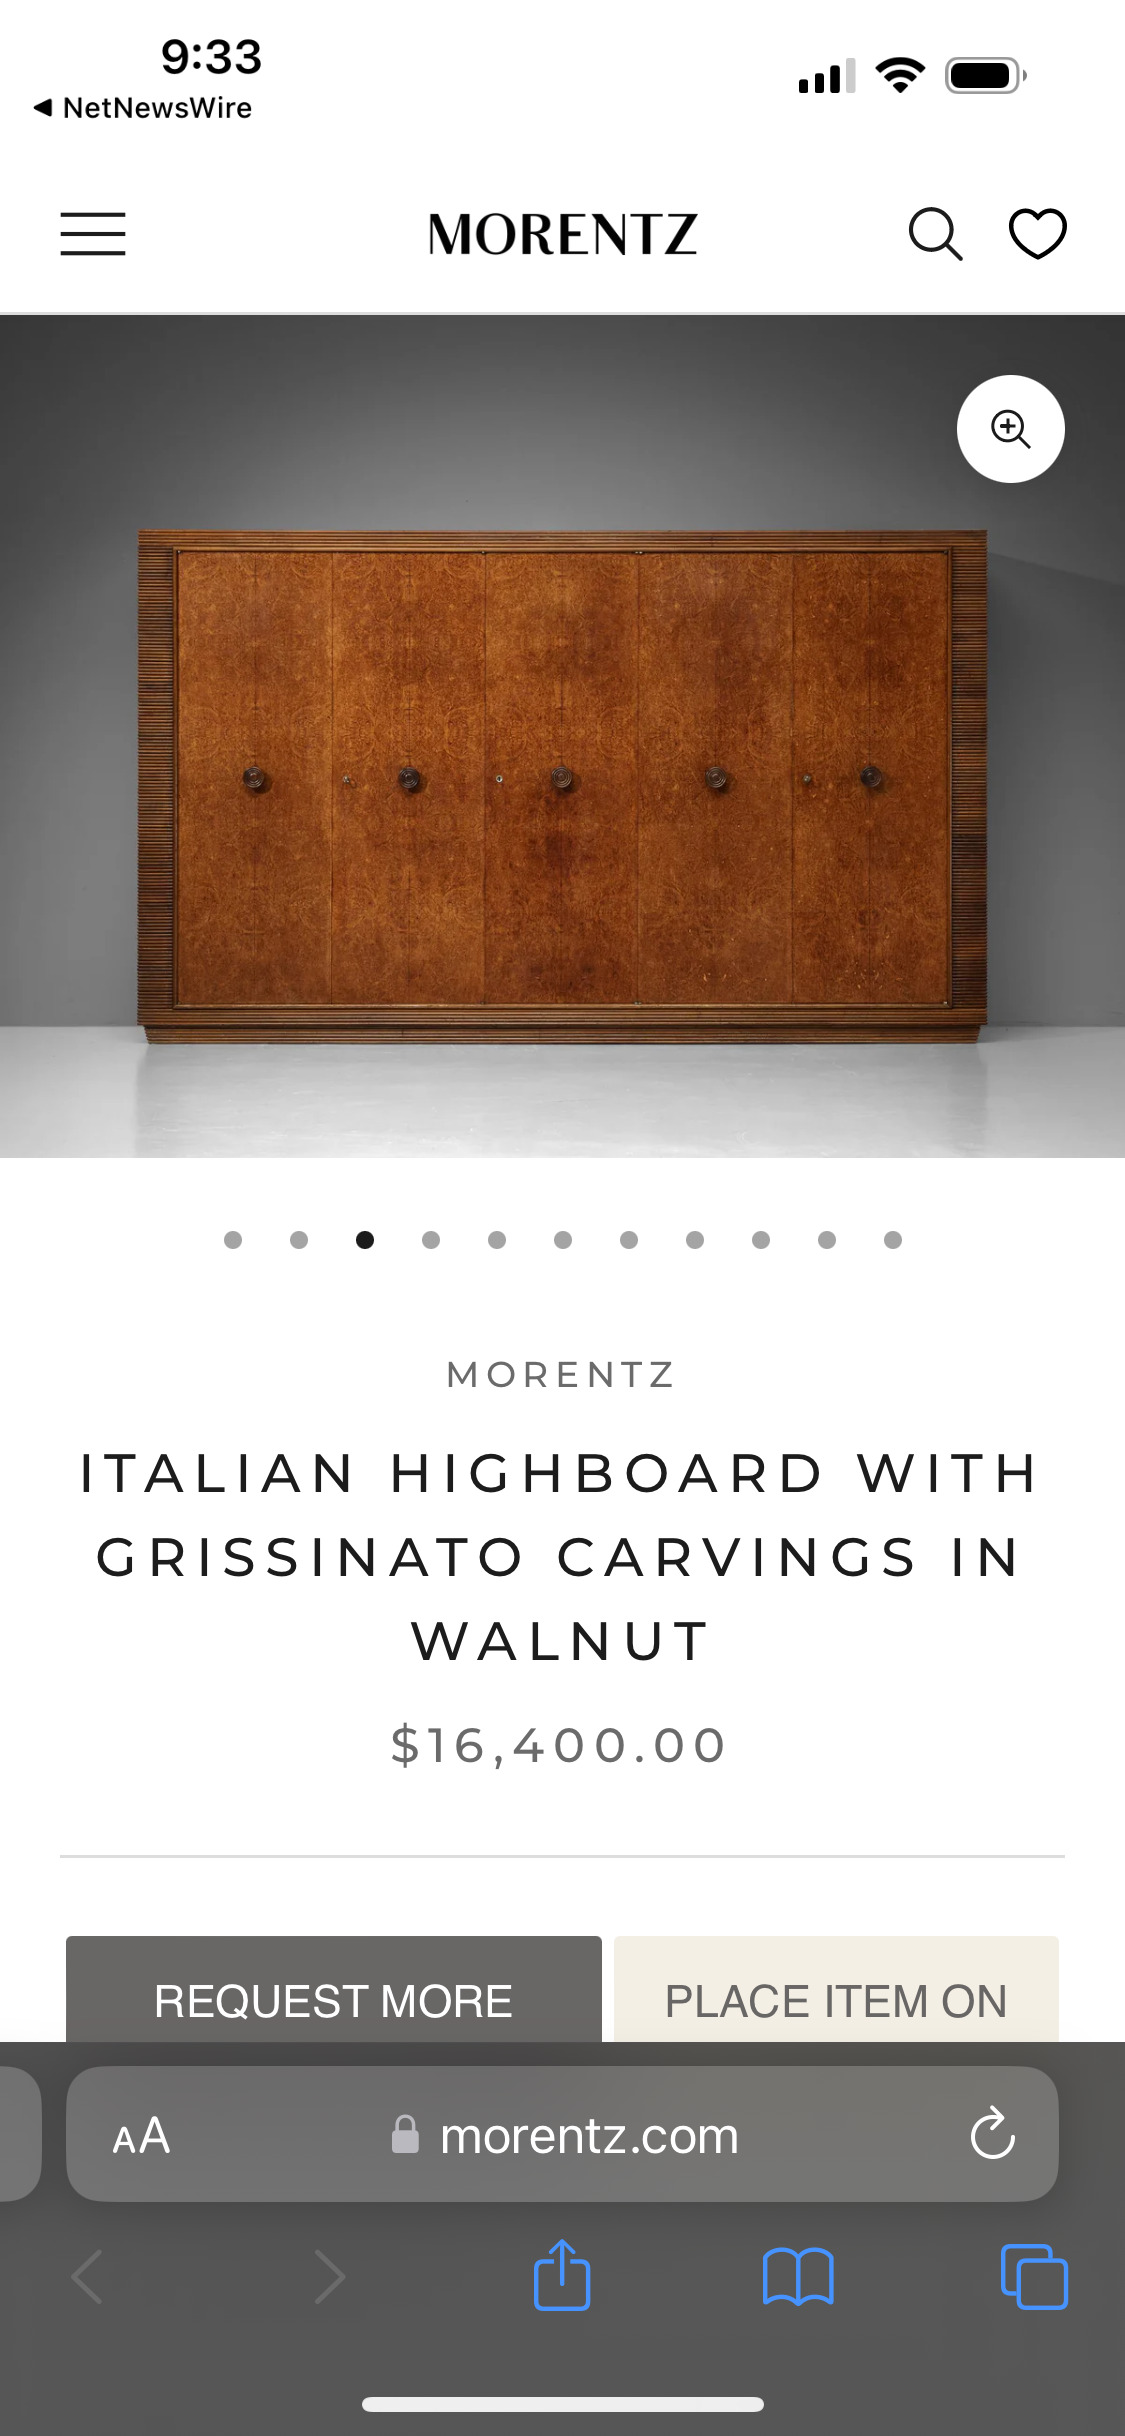 9:33
◀ NetNewsWire
MORENTZ
MORENTZ
ITALIAN HIGHBOARD WITH
GRISSINATO CARVINGS IN
WALNUT
$16,400.00
REQUEST MORE
PLACE ITEM ON
AA
morentz.com